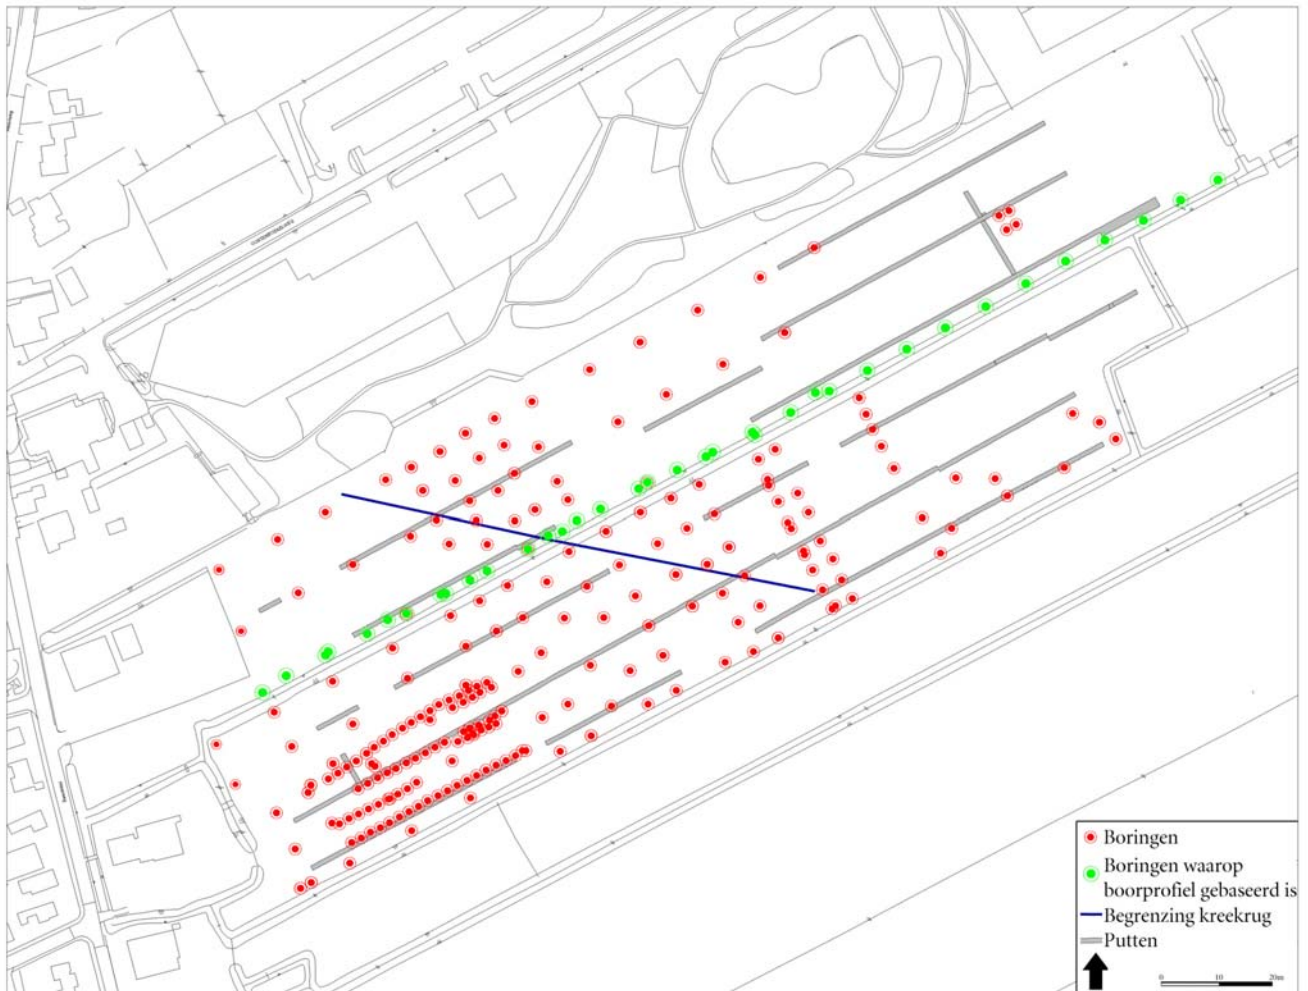 Boringen
Boringen waarop
boorprofiel gebaseerd is
Begrenzing kreekrug
Putten
0 10 20m